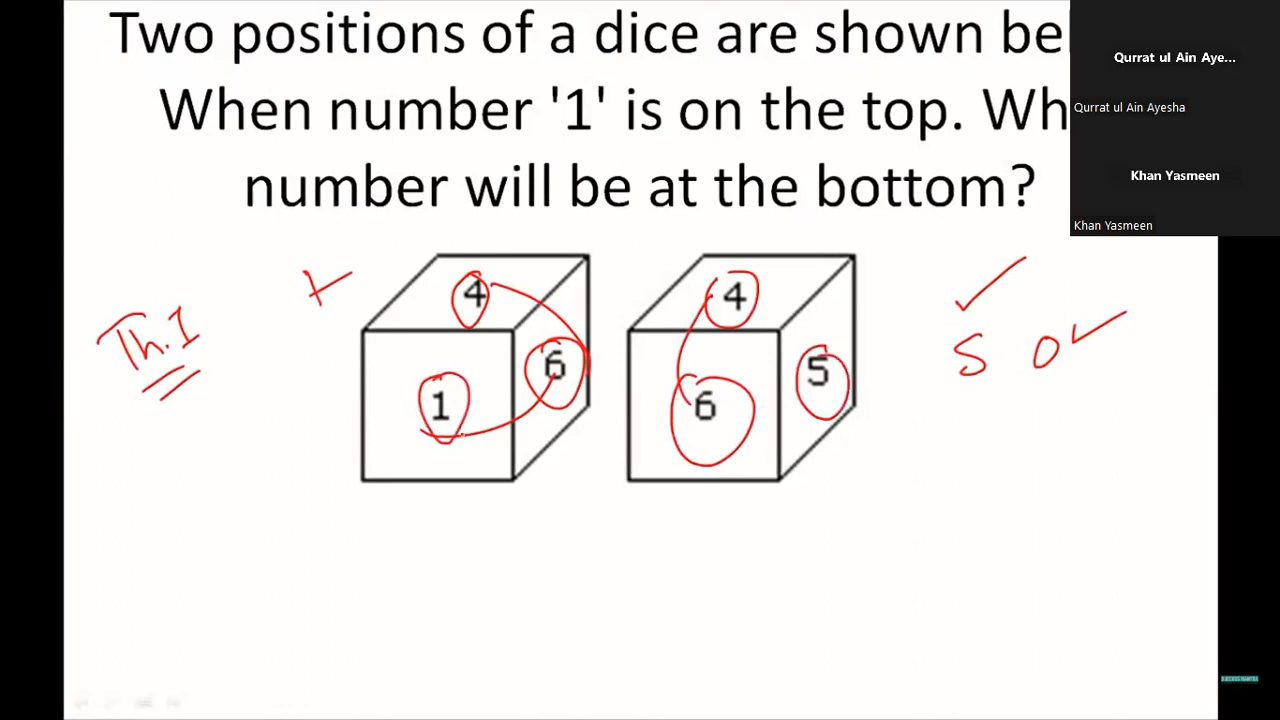 Two positions of a dice are shown be
When number '1' is on the top. Wh
number will be at the bottom?
Qurrat ul Ain Aye...
Qurrat ul Ain Ayesha
Khan Yasmeen
Khan Yasmeen
Th. I
4
6
1
4
6
5
S O